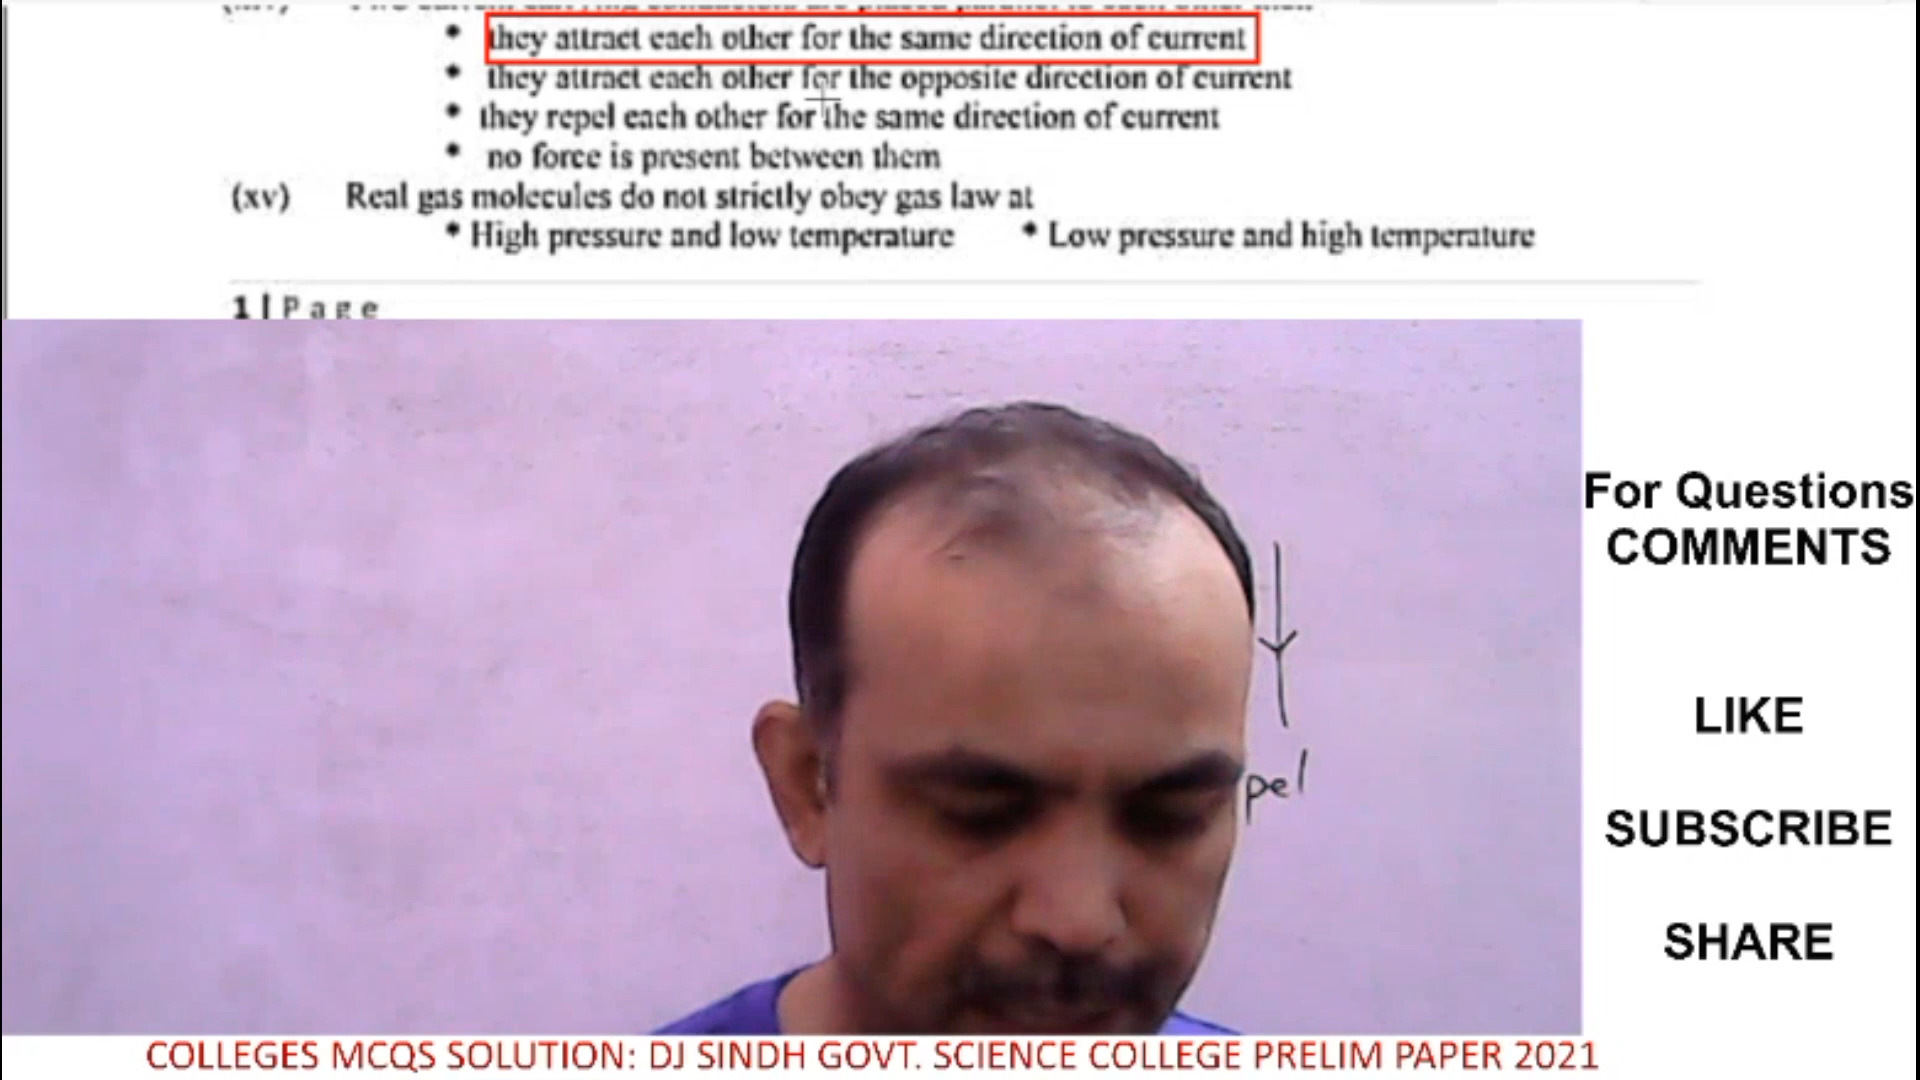 they attract each other for the same direction of current
they attract each other for the opposite direction of current
they repel each other for the same direction of current
no force is present between them
(xv) Real gas molecules do not strictly obey gas law at
High pressure and low temperature
Low pressure and high temperature
1 | P a g e
pel
For Questions
COMMENTS
LIKE
SUBSCRIBE
SHARE
COLLEGES MCQS SOLUTION: DJ SINDH GOVT. SCIENCE COLLEGE PRELIM PAPER 2021